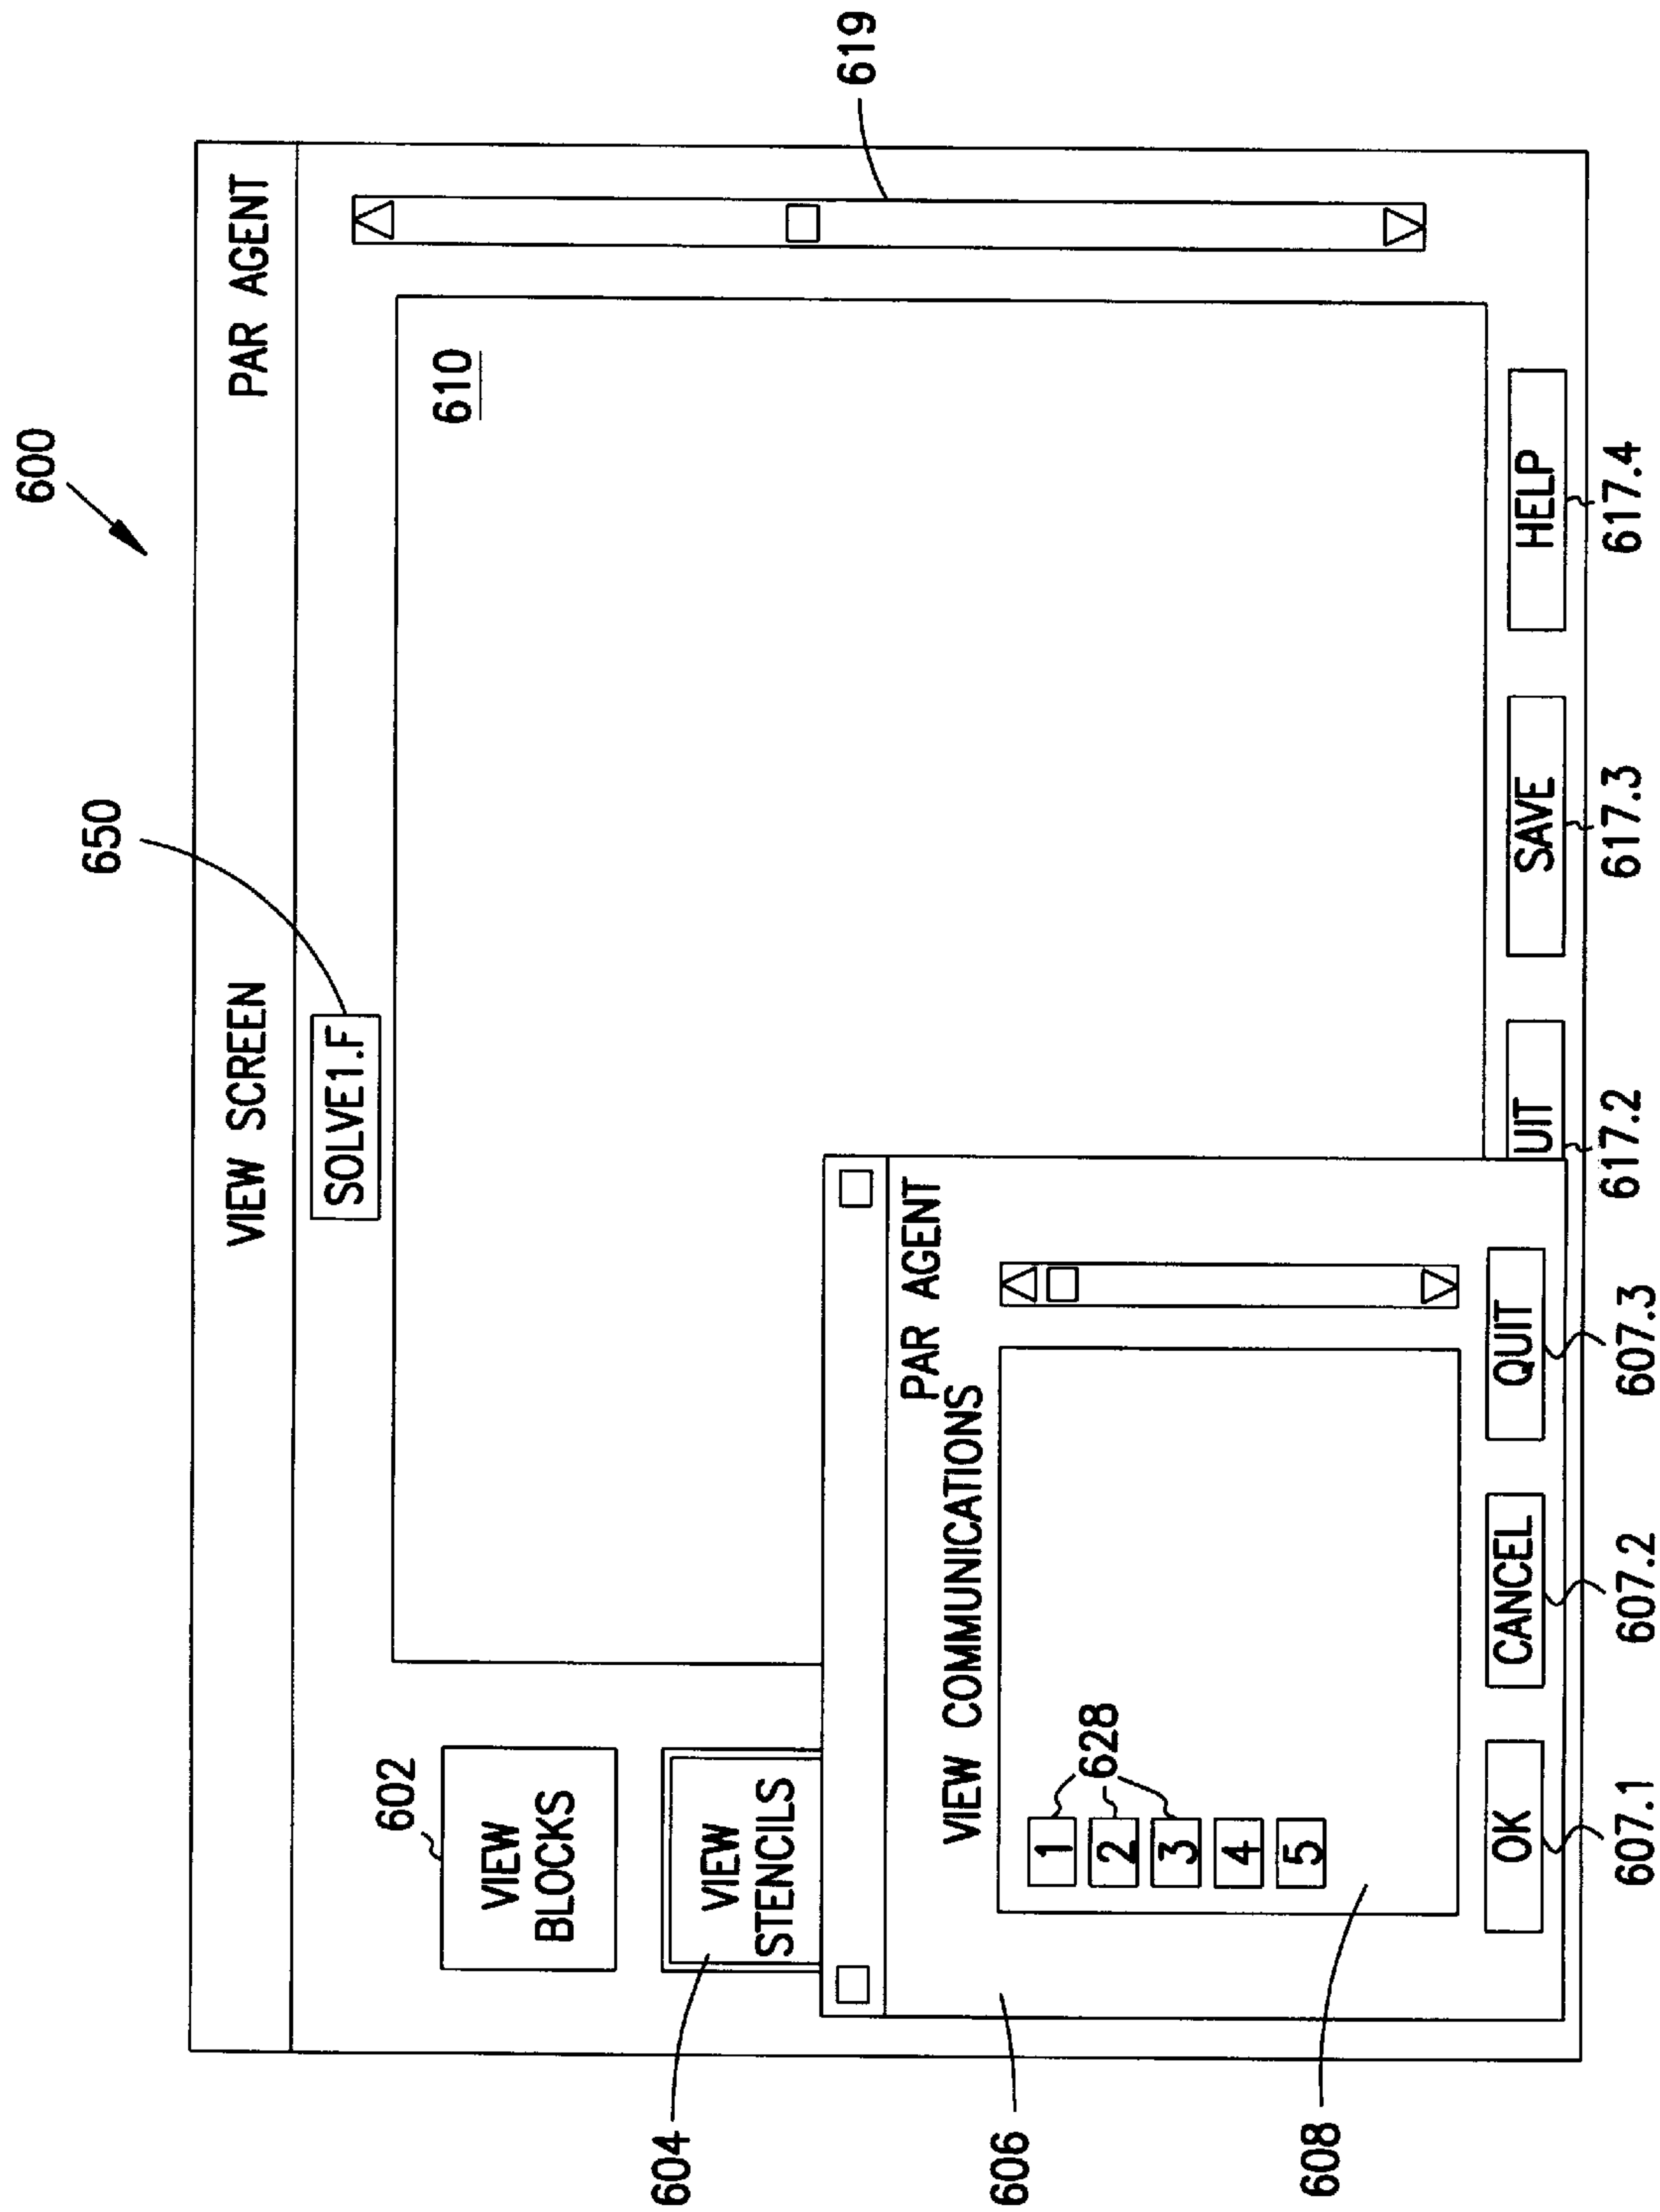 600
650
VIEW SCREEN
PAR AGENT
619
SOLVE1.F
610
602
VIEW
BLOCKS
604
VIEW
STENCILS
PAR AGENT
VIEW COMMUNICATIONS
606
628
1
2
3
4
5
608
OK
CANCEL
QUIT
UIT
SAVE
HELP
607.1
607.2
607.3
617.2
617.3
617.4